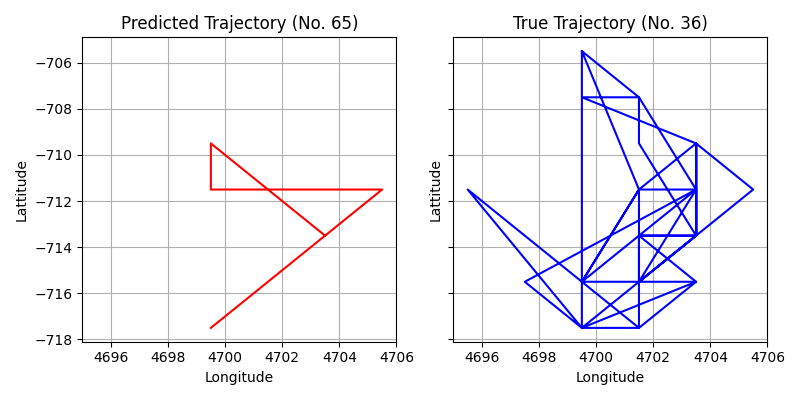 Predicted Trajectory (No. 65)
True Trajectory (No. 36)
−706
−708
−710
−712
−714
−716
−718
Lattitude
Lattitude
4696 4698 4700 4702 4704 4706
4696 4698 4700 4702 4704 4706
Longitude
Longitude